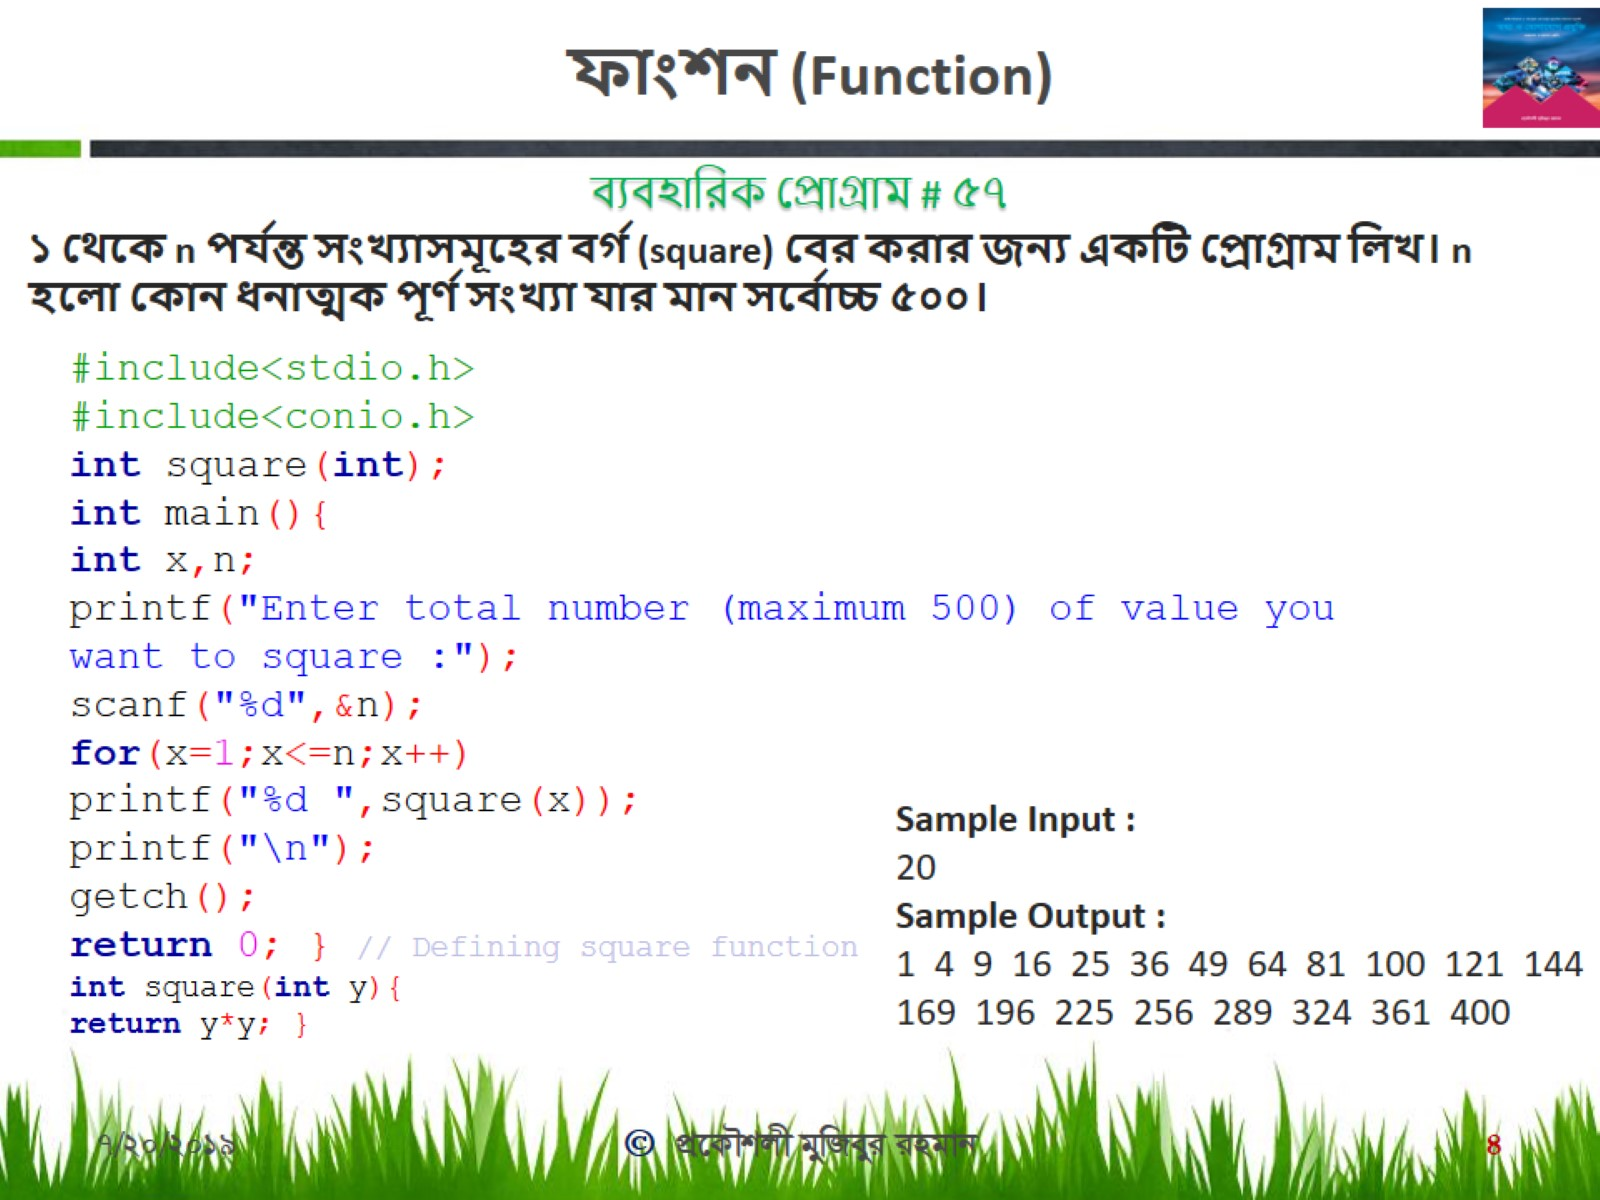 ফাংশন (Function)
ব্যবহারিক প্রোগ্রাম # ৫৭
১ থেকে n পর্যন্ত সংখ্যাসমূহের বর্গ (square) বের করার জন্য একটি প্রোগ্রাম লিখ। n
হলো কোন ধনাত্মক পূর্ণ সংখ্যা যার মান সর্বোচ্চ ৫০০।
#include<stdio.h>
#include<conio.h>
int square(int);
int main(){
int x,n;
printf("Enter total number (maximum 500) of value you
want to square :");
scanf("%d",&n);
for(x=1;x<=n;x++)
printf("%d ",square(x));
printf("\n");
getch();
return 0; } // Defining square function
int square(int y){
return y*y; }
Sample Input :
20
Sample Output :
1 4 9 16 25 36 49 64 81 100 121 144
169 196 225 256 289 324 361 400
৭/২০/২০১৯
© প্রকৌশলী মুজিবুর রহমান
8